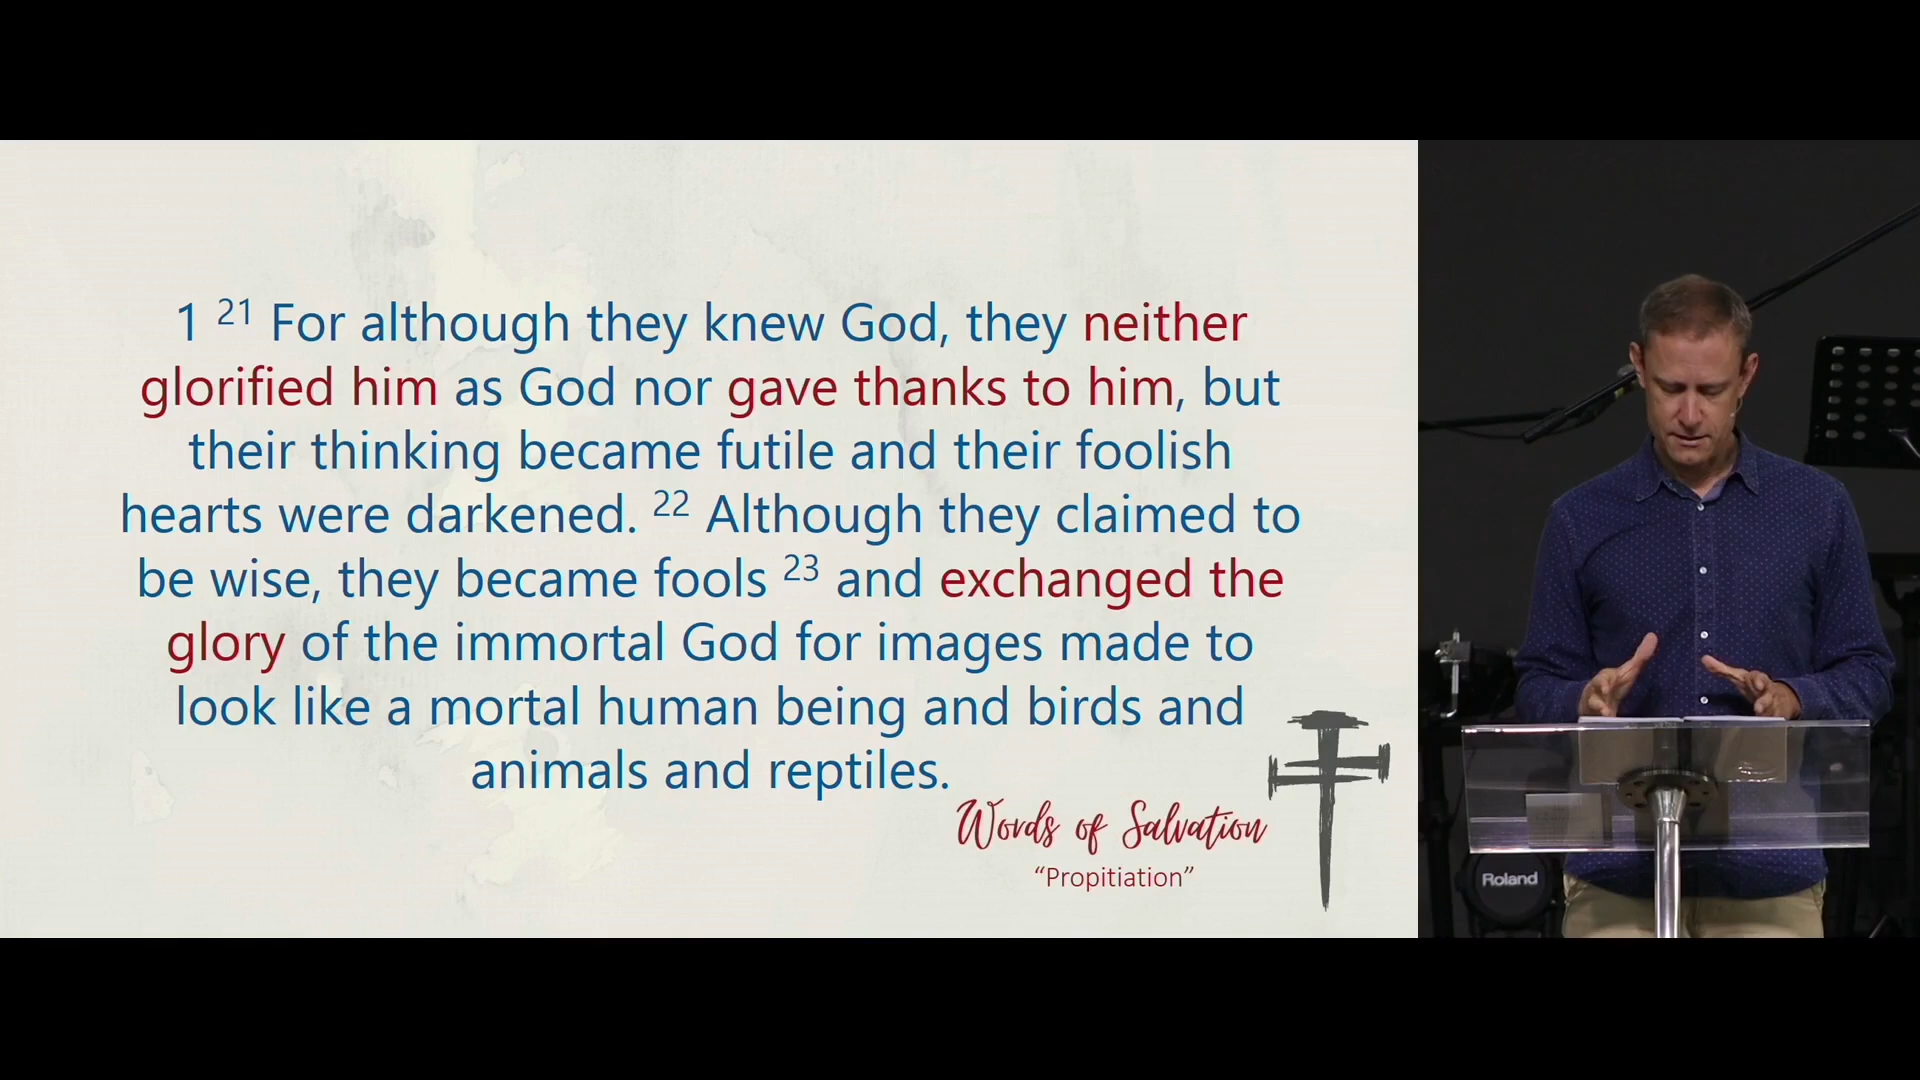 1 21 For although they knew God, they neither
glorified him as God nor gave thanks to him, but
their thinking became futile and their foolish
hearts were darkened. 22 Although they claimed to
be wise, they became fools 23 and exchanged the
glory of the immortal God for images made to
look like a mortal human being and birds and
animals and reptiles.
Words of Salvation
“Propitiation”
Roland